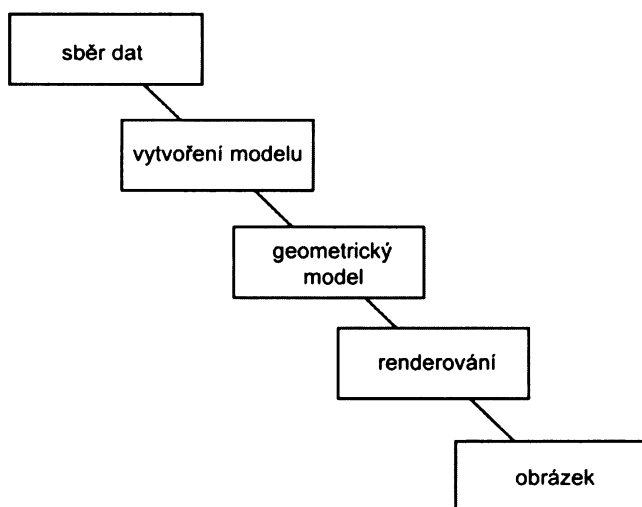 sběr dat
vytvoření modelu
geometrický
model
renderování
obrázek